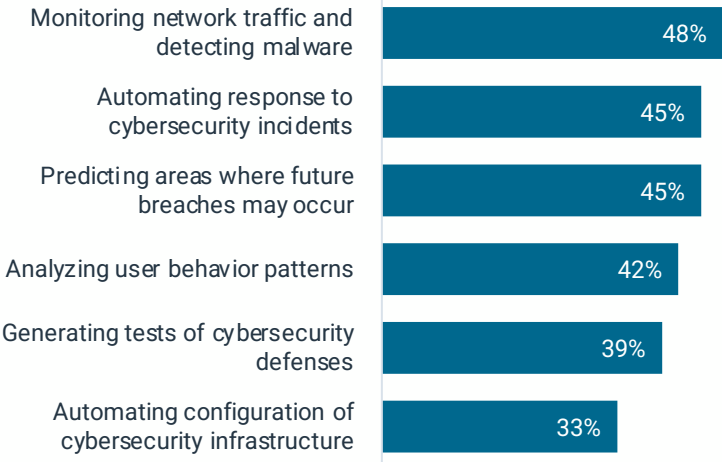 Monitoring network traffic and
detecting malware
48%
Automating response to
cybersecurity incidents
45%
Predicting areas where future
breaches may occur
45%
Analyzing user behavior patterns
42%
Generating tests of cybersecurity
defenses
39%
Automating configuration of
cybersecurity infrastructure
33%